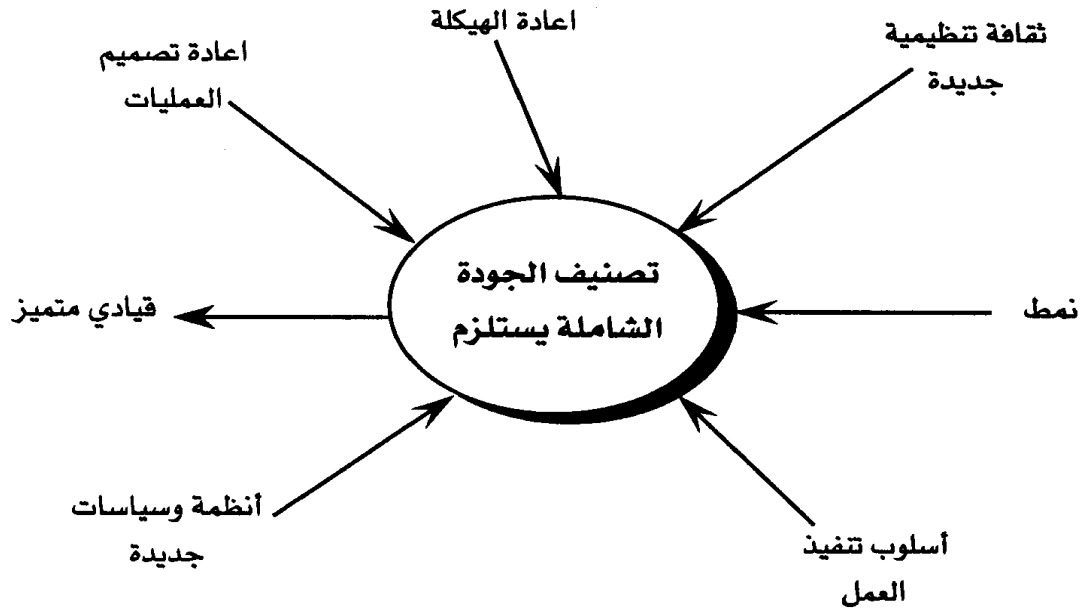 اعادة الهيكلة
ثقافة تنظيمية
جديدة
اعادة تصميم
العمليات
تصنيف الجودة
الشاملة يستلزم
نمط
قيادي متميز
أنظمة وسياسات
جديدة
أسلوب تنفيذ
العمل